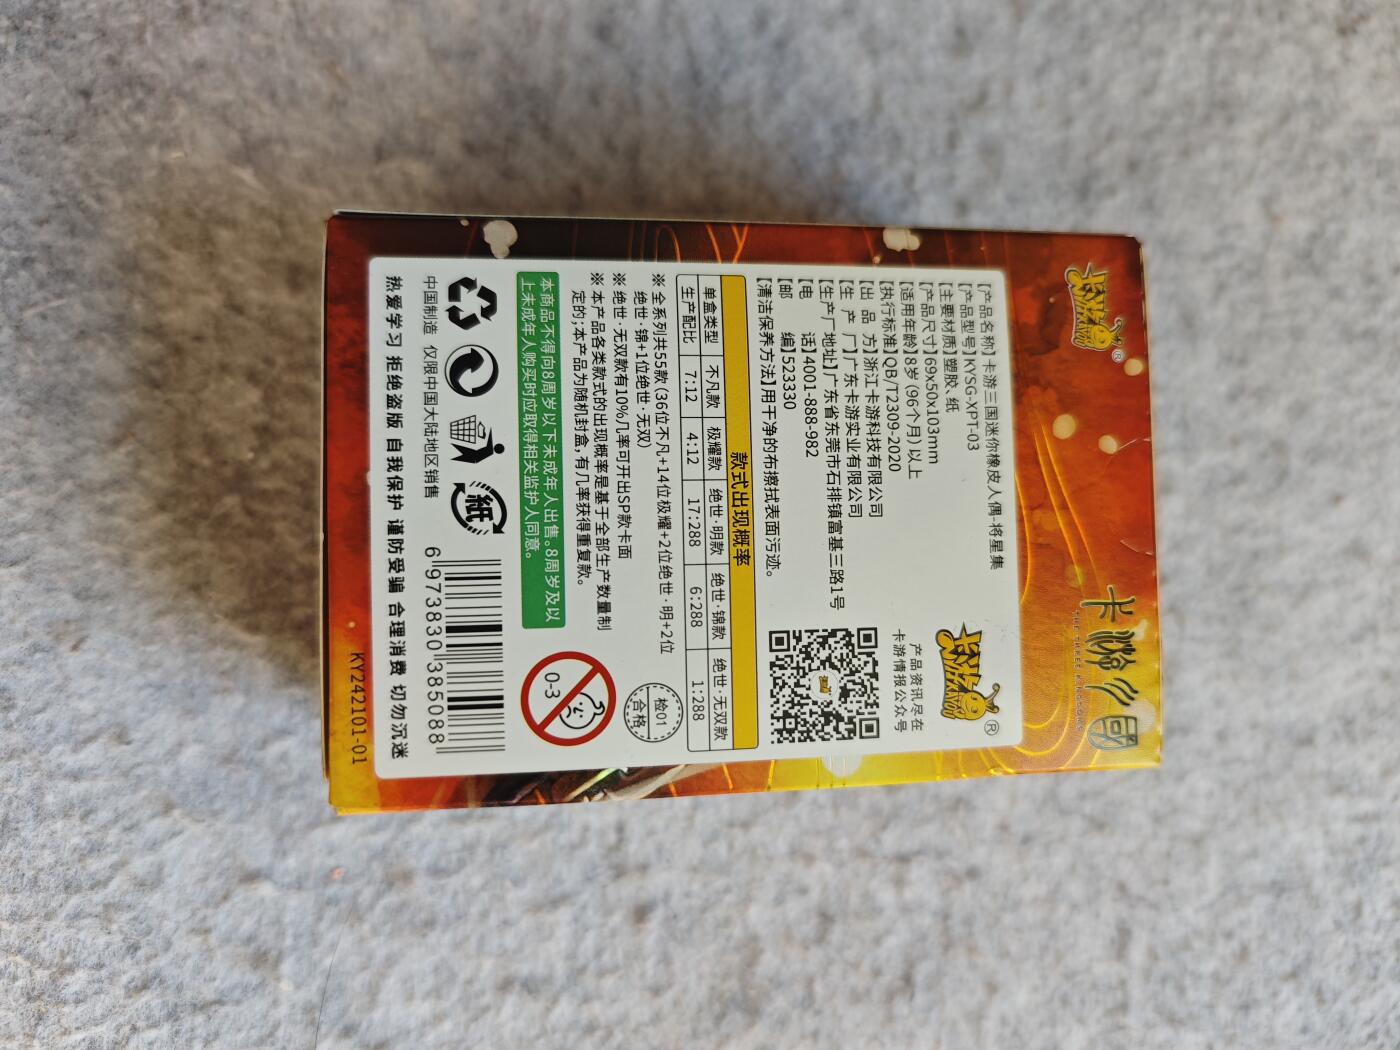 卡游
KAYOU
®
卡游三国
THE THREE KINGDOMS
【产品名称】卡游三国迷你橡皮人偶-将星集
【产品型号】KYSG-XPT-03
【主要材质】塑胶、纸
【产品尺寸】69x50x103mm
【适用年龄】8岁(96个月)以上
【执行标准】QB/T2309-2020
【出 品 方】浙江卡游科技有限公司
【生 产 厂】广东卡游实业有限公司
【生产厂地址】广东省东莞市石排镇富基三路1号
【电 话】4001-888-982
【邮 编】523330
【清洁保养方法】用干净的布擦拭表面污迹。
卡游
KAYOU
®
产品资讯尽在
卡游情报公众号
款式出现概率
单盒类型 不凡款 极耀款 绝世·明款 绝世·锦款 绝世·无双款
生产配比 7:12 4:12 17:288 6:288 1:288
※ 全系列共55款（36位不凡+14位极耀+2位绝世·明+2位
绝世·锦+1位绝世·无双）
※ 绝世·无双款有10%几率可开出SP款卡面
※ 本产品各类款式的出现概率是基于全部生产数量制
定的;本产品为随机封盒,有几率获得重复款。
检01
合格
本商品不得向8周岁以下未成年人出售。8周岁及以
上未成年人购买时应取得相关监护人同意。
0-3
紙
中国制造 仅限中国大陆地区销售
6 973830 385088
热爱学习 拒绝盗版 自我保护 谨防受骗 合理消费 切勿沉迷
KY242101-01